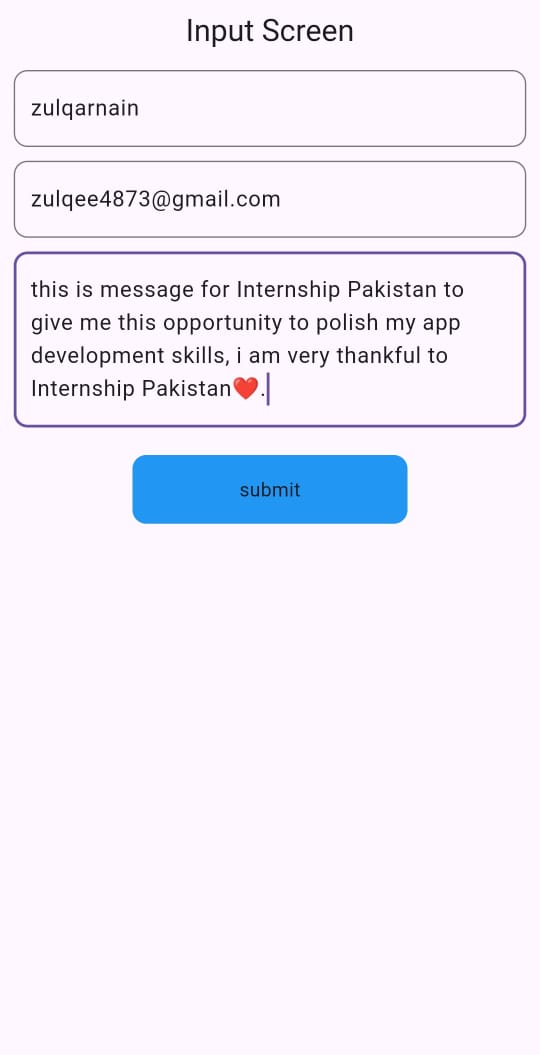 Input Screen
zulqarnain
zulqee4873@gmail.com
this is message for Internship Pakistan to
give me this opportunity to polish my app
development skills, i am very thankful to
Internship Pakistan❤️.
submit